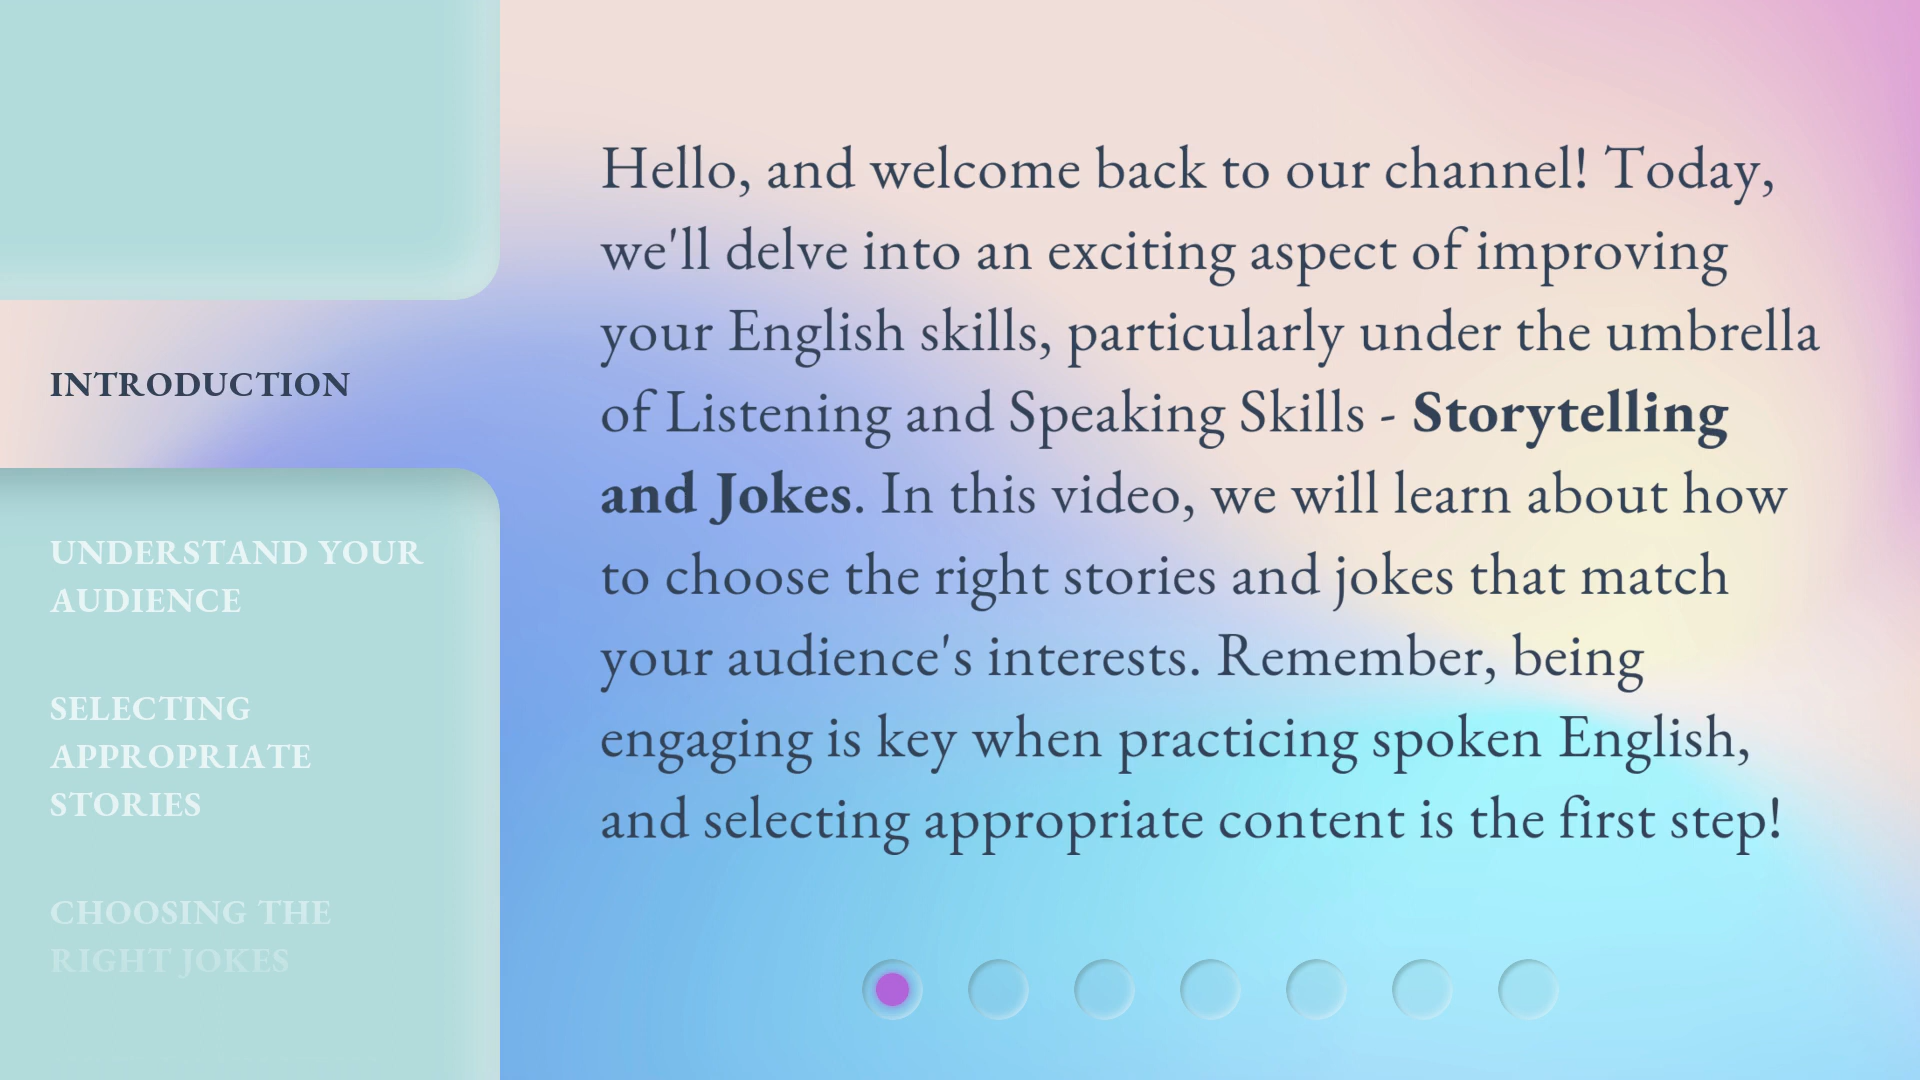 INTRODUCTION
UNDERSTAND YOUR
AUDIENCE
SELECTING
APPROPRIATE
STORIES
CHOOSING THE
RIGHT JOKES
Hello, and welcome back to our channel! Today,
we'll delve into an exciting aspect of improving
your English skills, particularly under the umbrella
of Listening and Speaking Skills - Storytelling
and Jokes. In this video, we will learn about how
to choose the right stories and jokes that match
your audience's interests. Remember, being
engaging is key when practicing spoken English,
and selecting appropriate content is the first step!